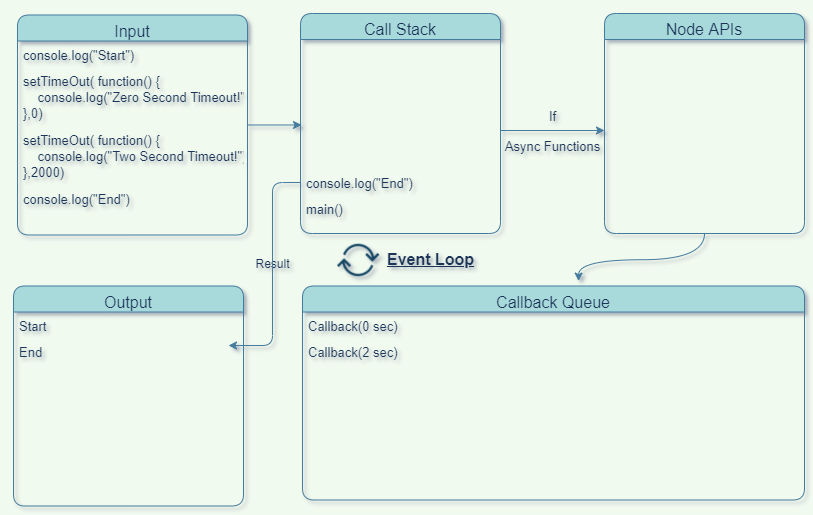 Input
console.log("Start")
setTimeOut( function() {
console.log("Zero Second Timeout!"
},0)
setTimeOut( function() {
console.log("Two Second Timeout!"
},2000)
console.log("End")
Call Stack
console.log("End")
main()
If
Async Functions
Node APIs
Result
Event Loop
Output
Start
End
Callback Queue
Callback(0 sec)
Callback(2 sec)